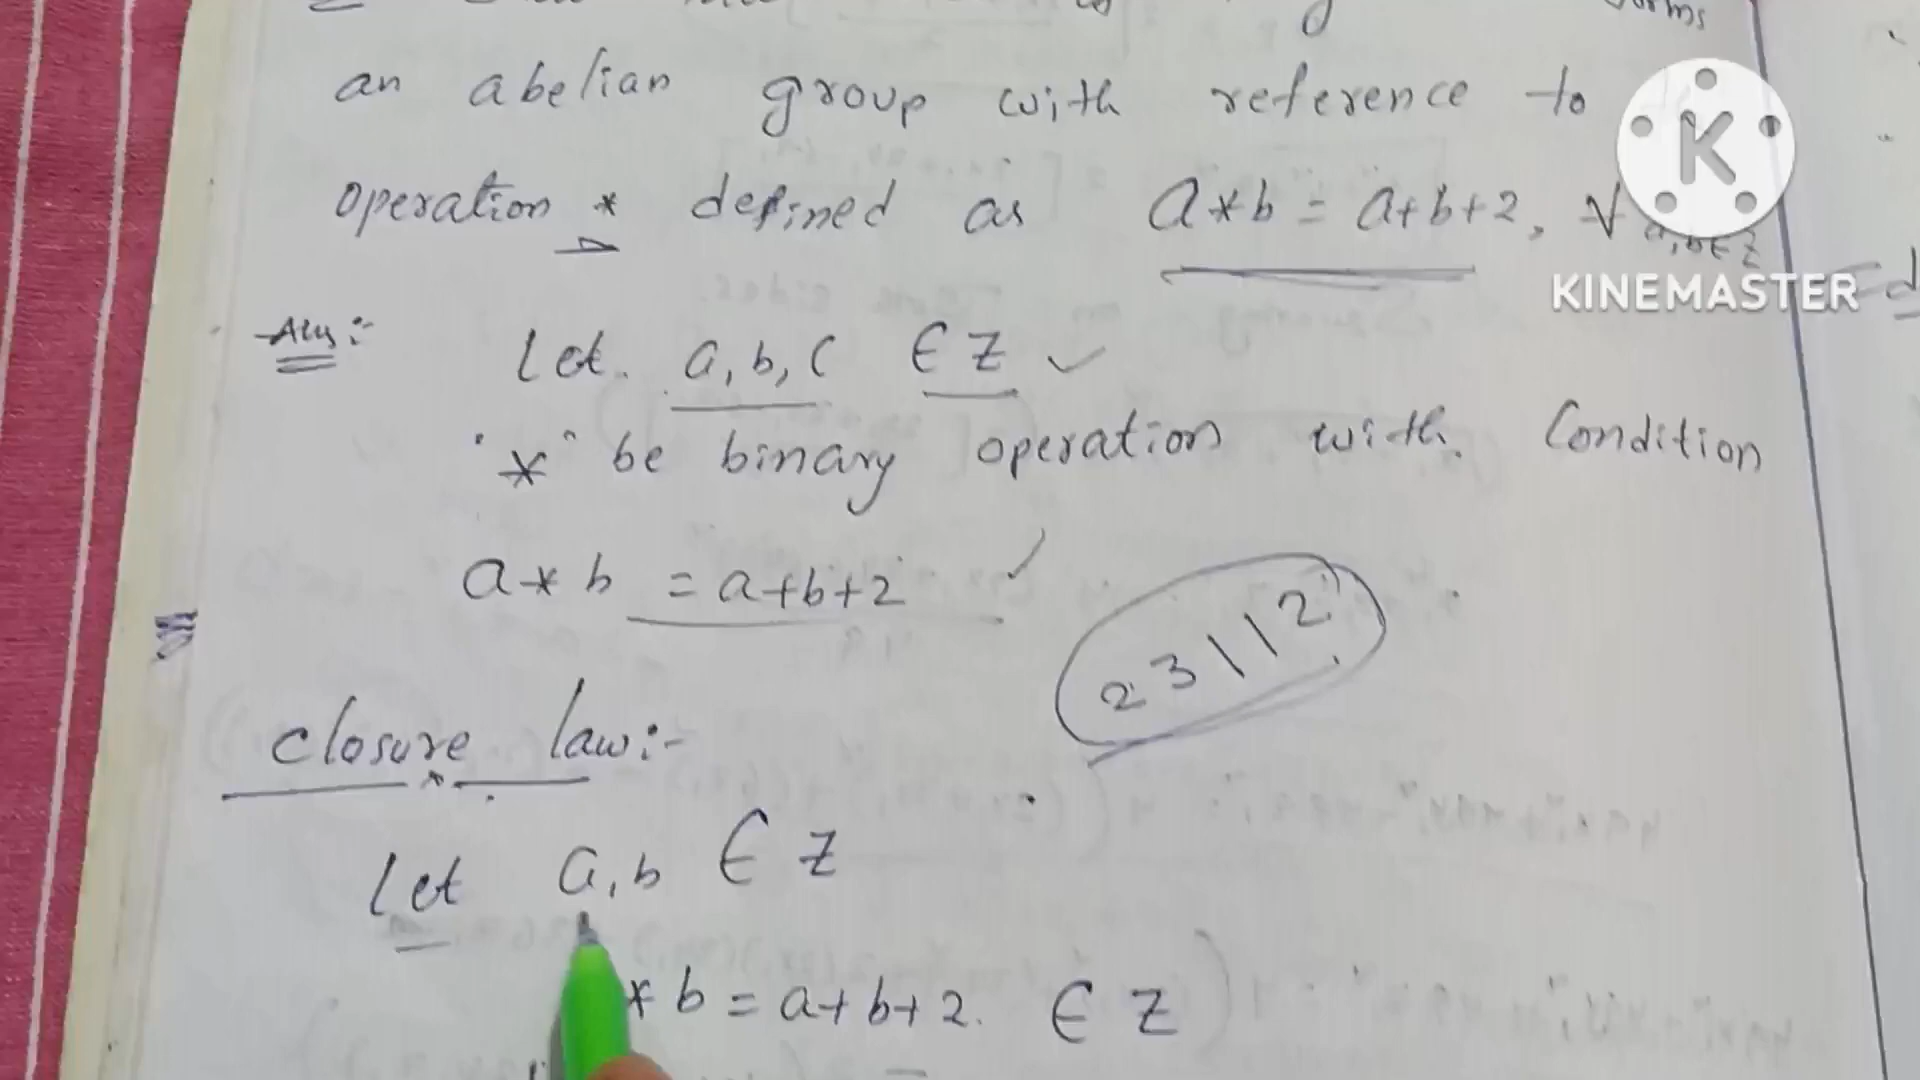 an abelian group with reference to
operation * defined as a*b = a+b+2, ∀ a,b∈Z
KINEMASTER
Ans:-
Let. a,b,c ∈ Z
'*' be binary operation with Condition
a*b = a+b+2
23112
Closure law:-
Let a,b ∈ Z
* b = a+b+2. ∈ Z